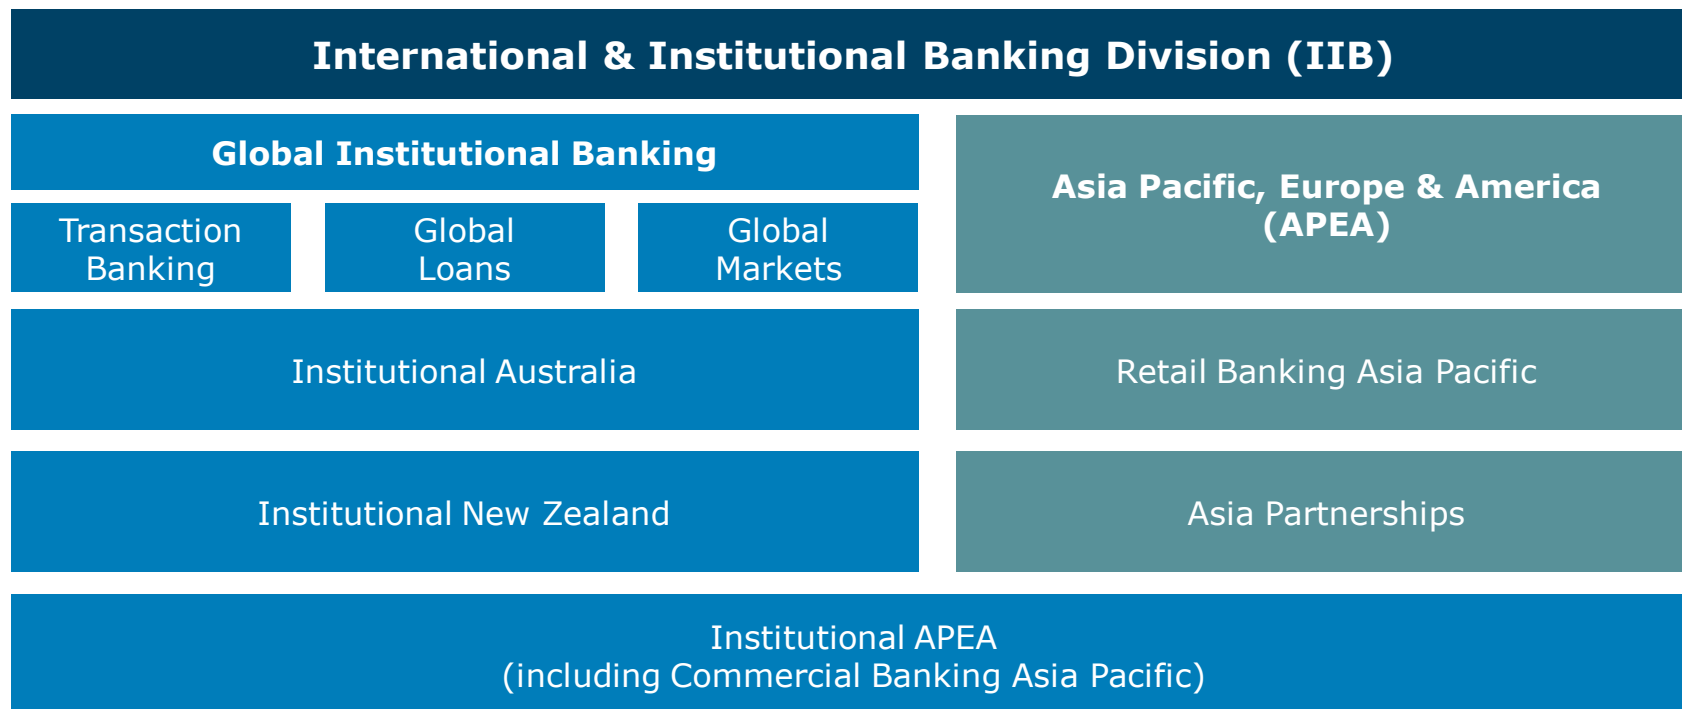 International & Institutional Banking Division (IIB)
Global Institutional Banking
Transaction
Banking
Global
Loans
Global
Markets
Institutional Australia
Institutional New Zealand
Asia Pacific, Europe & America
(APEA)
Retail Banking Asia Pacific
Asia Partnerships
Institutional APEA
(including Commercial Banking Asia Pacific)